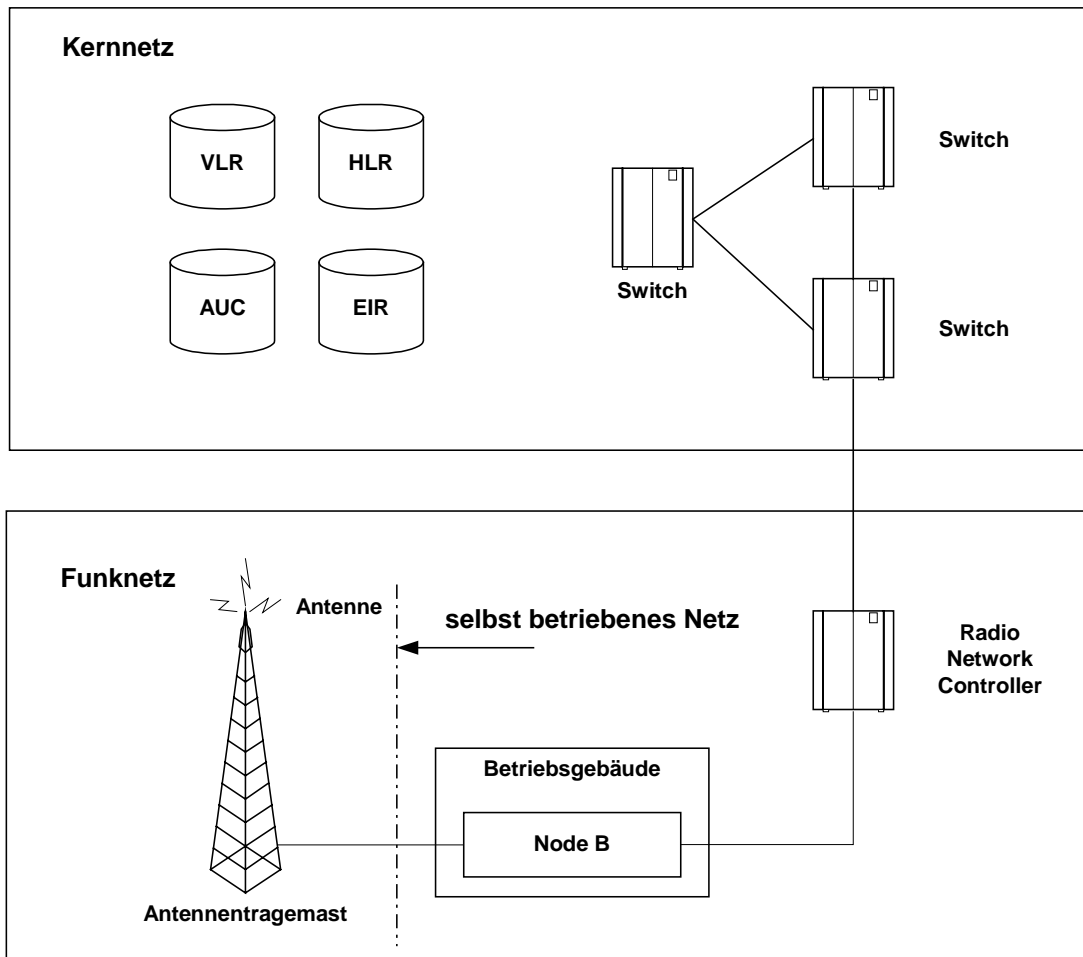 Kernnetz
VLR
HLR
AUC
EIR
Switch
Switch
Switch
Funknetz
Antenne
selbst betriebenes Netz
Radio
Network
Controller
Betriebsgebäude
Node B
Antennentragemast